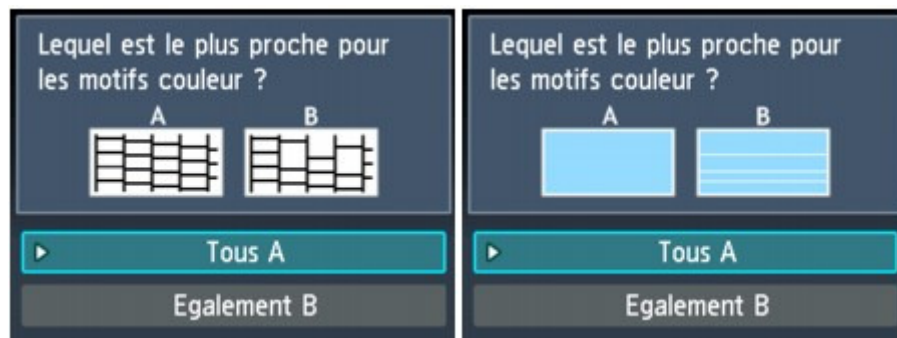 Lequel est le plus proche pour
les motifs couleur ?
A B
Tous A
Egalement B
Lequel est le plus proche pour
les motifs couleur ?
A B
Tous A
Egalement B